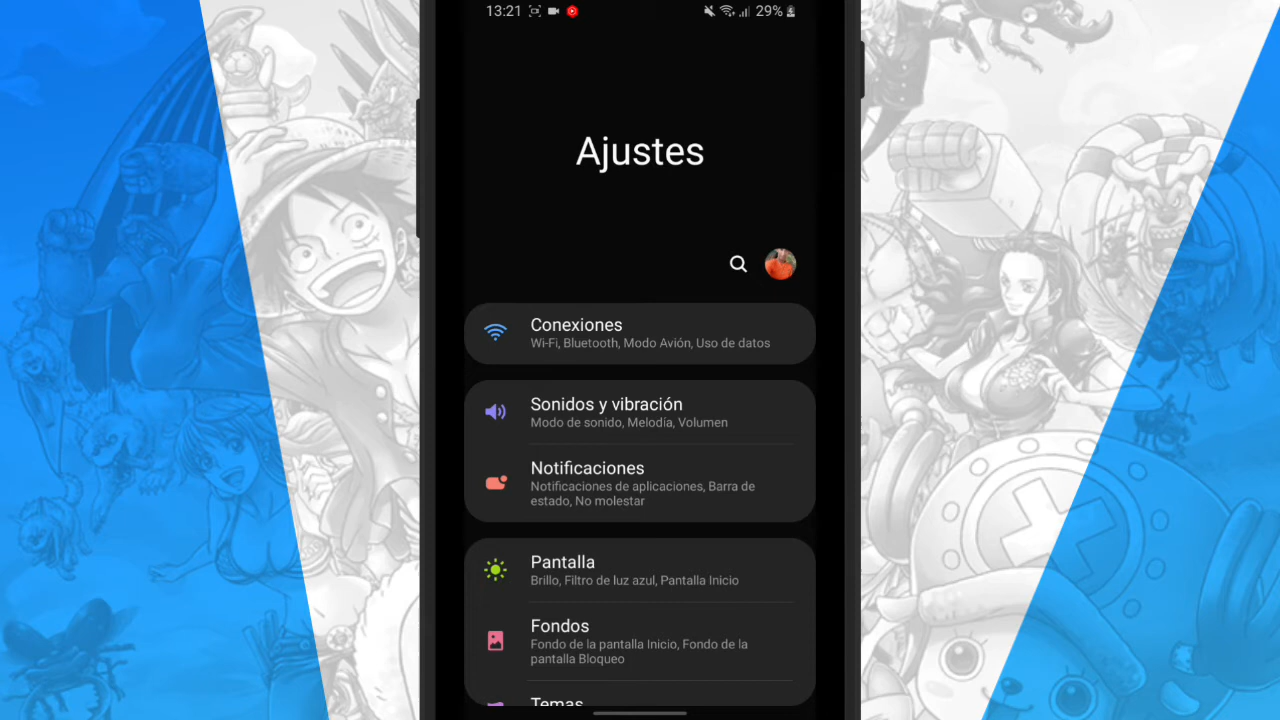 13:21
29%
Ajustes
Conexiones
Wi-Fi, Bluetooth, Modo Avión, Uso de datos
Sonidos y vibración
Modo de sonido, Melodía, Volumen
Notificaciones
Notificaciones de aplicaciones, Barra de
estado, No molestar
Pantalla
Brillo, Filtro de luz azul, Pantalla Inicio
Fondos
Fondo de la pantalla Inicio, Fondo de la
pantalla Bloqueo
Temas